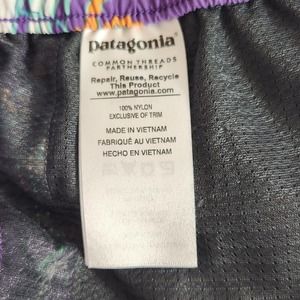 patagonia®
COMMON THREADS
PARTNERSHIP
Repair, Reuse, Recycle
This Product
www.patagonia.com
100% NYLON
EXCLUSIVE OF TRIM
MADE IN VIETNAM
FABRIQUÉ AU VIETNAM
HECHO EN VIETNAM